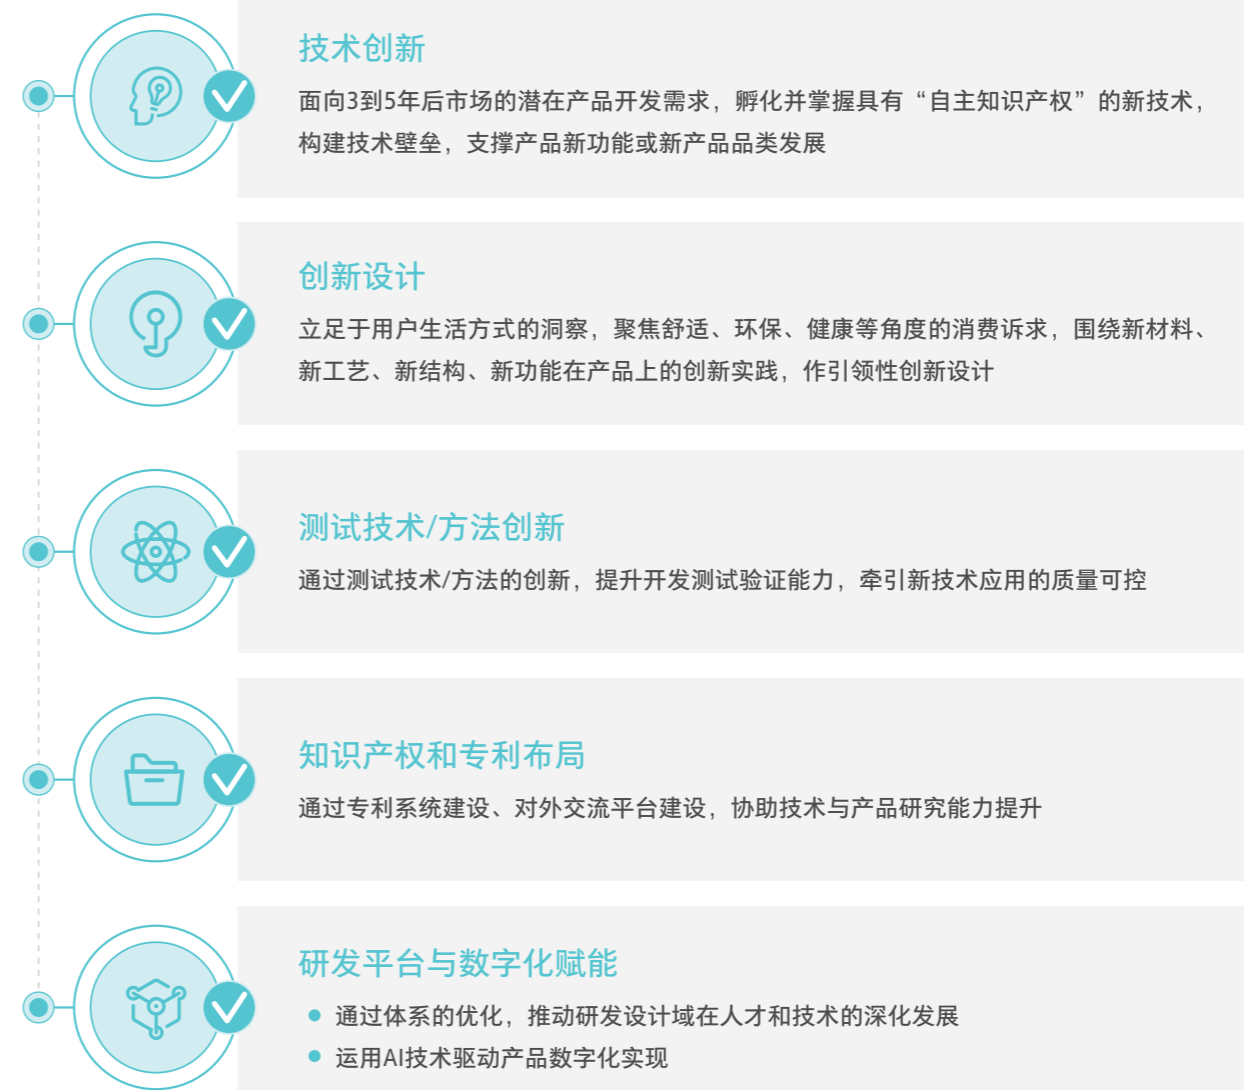 技术创新
面向3到5年后市场的潜在产品开发需求，孵化并掌握具有“自主知识产权”的新技术，
构建技术壁垒，支撑产品新功能或新产品品类发展
创新设计
立足于用户生活方式的洞察，聚焦舒适、环保、健康等角度的消费诉求，围绕新材料、
新工艺、新结构、新功能在产品上的创新实践，作引领性创新设计
测试技术/方法创新
通过测试技术/方法的创新，提升开发测试验证能力，牵引新技术应用的质量可控
知识产权和专利布局
通过专利系统建设、对外交流平台建设，协助技术与产品研究能力提升
研发平台与数字化赋能
通过体系的优化，推动研发设计域在人才和技术的深化发展
运用AI技术驱动产品数字化实现